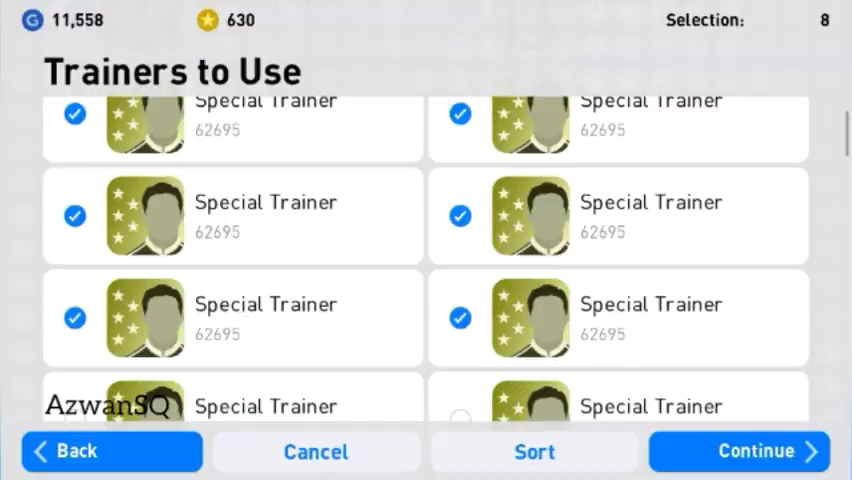 11,558 630 Selection: 8
Trainers to Use
Special Trainer Special Trainer
62695 62695
Special Trainer Special Trainer
62695 62695
Special Trainer Special Trainer
62695 62695
AzwanSQ Special Trainer Special Trainer
Back Cancel Sort Continue